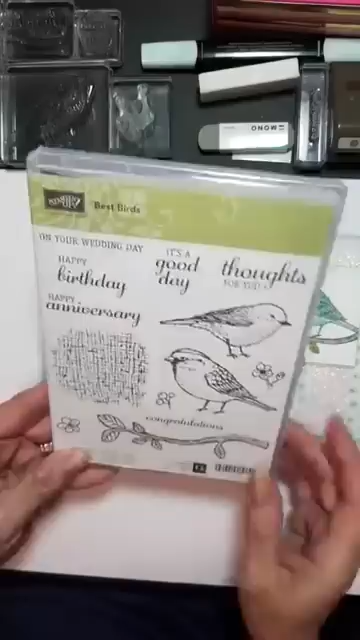 STAMPIN' UP!
Best Birds
ON YOUR WEDDING DAY
HAPPY
birthday
IT'S A
good
day
thoughts
FOR YOU
HAPPY
anniversary
congratulations
MONO